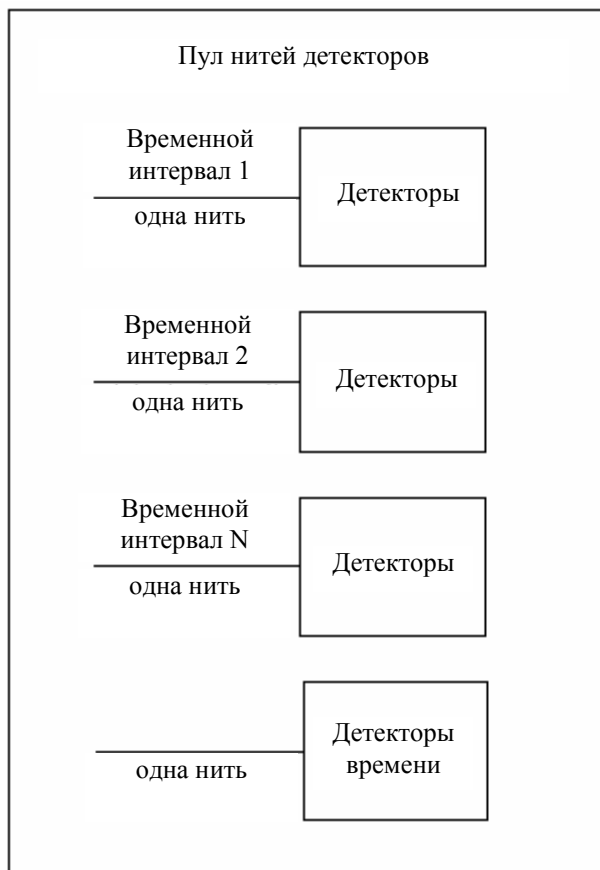 Пул нитей детекторов
Временной
интервал 1
одна нить
Детекторы
Временной
интервал 2
одна нить
Детекторы
Временной
интервал N
одна нить
Детекторы
одна нить
Детекторы
времени